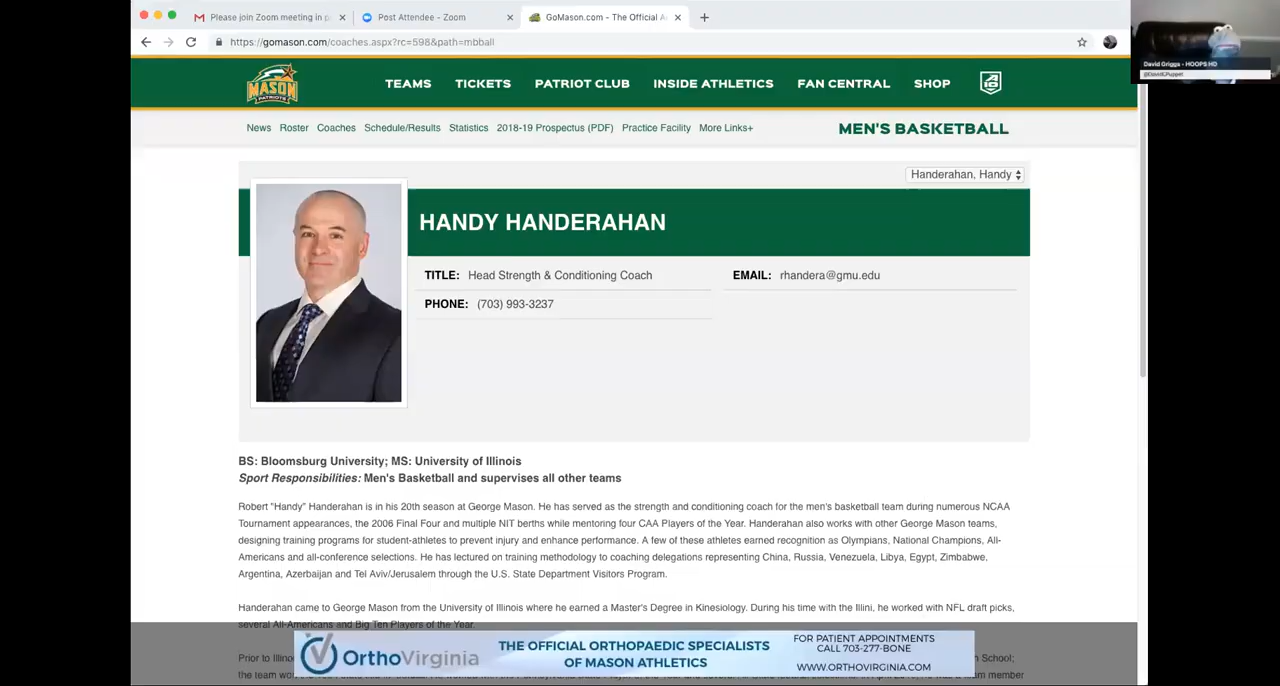 Please join Zoom meeting in p
Post Attendee - Zoom
GoMason.com - The Official A
https://gomason.com/coaches.aspx?rc=598&path=mbball
David Griggs - HOOPS HD
MASON
PATRIOTS
TEAMS
TICKETS
PATRIOT CLUB
INSIDE ATHLETICS
FAN CENTRAL
SHOP
News Roster Coaches Schedule/Results Statistics 2018-19 Prospectus (PDF) Practice Facility More Links+
MEN'S BASKETBALL
Handerahan, Handy
HANDY HANDERAHAN
TITLE: Head Strength & Conditioning Coach
EMAIL: rhandera@gmu.edu
PHONE: (703) 993-3237
BS: Bloomsburg University; MS: University of Illinois
Sport Responsibilities: Men's Basketball and supervises all other teams
Robert "Handy" Handerahan is in his 20th season at George Mason. He has served as the strength and conditioning coach for the men's basketball team during numerous NCAA
Tournament appearances, the 2006 Final Four and multiple NIT berths while mentoring four CAA Players of the Year. Handerahan also works with other George Mason teams,
designing training programs for student-athletes to prevent injury and enhance performance. A few of these athletes earned recognition as Olympians, National Champions, All-
Americans and all-conference selections. He has lectured on training methodology to coaching delegations representing China, Russia, Venezuela, Libya, Egypt, Zimbabwe,
Argentina, Azerbaijan and Tel Aviv/Jerusalem through the U.S. State Department Visitors Program.
Handerahan came to George Mason from the University of Illinois where he earned a Master's Degree in Kinesiology. During his time with the Illini, he worked with NFL draft picks,
several All-Americans and Big Ten Players of the Year.
Prior to Illino
School;
OrthoVirginia
THE OFFICIAL ORTHOPAEDIC SPECIALISTS
OF MASON ATHLETICS
FOR PATIENT APPOINTMENTS
CALL 703-277-BONE
WWW.ORTHOVIRGINIA.COM